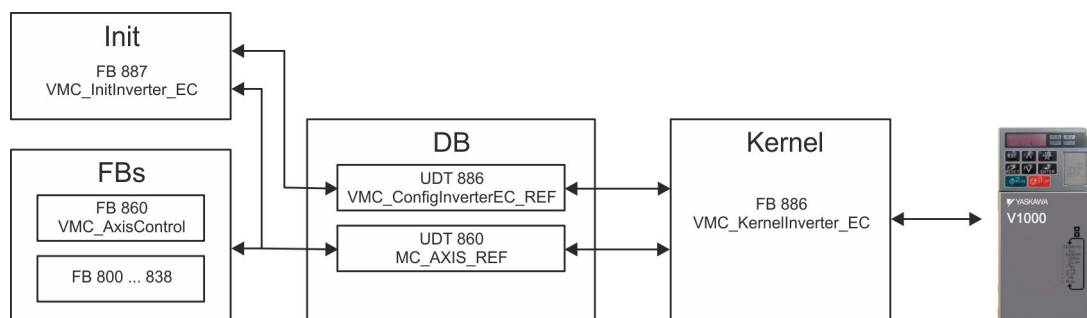 Init
FB 887
VMC_InitInverter_EC
FBs
FB 860
VMC_AxisControl
FB 800 ... 838
DB
UDT 886
VMC_ConfigInverterEC_REF
UDT 860
MC_AXIS_REF
Kernel
FB 886
VMC_KernelInverter_EC
YASKAWA
V1000